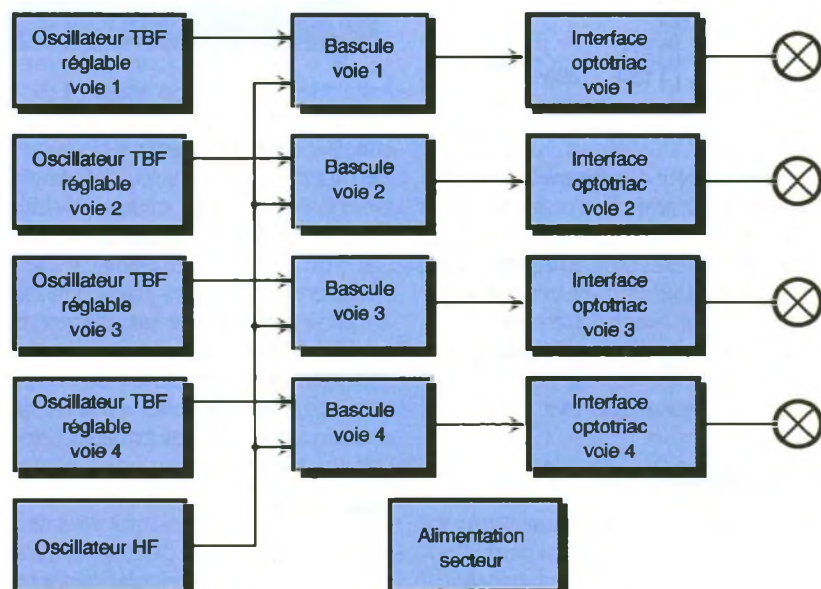 Oscillateur TBF
réglable
voie 1
Bascule
voie 1
Interface
optotriac
voie 1
Oscillateur TBF
réglable
voie 2
Bascule
voie 2
Interface
optotriac
voie 2
Oscillateur TBF
réglable
voie 3
Bascule
voie 3
Interface
optotriac
voie 3
Oscillateur TBF
réglable
voie 4
Bascule
voie 4
Interface
optotriac
voie 4
Oscillateur HF
Alimentation
secteur